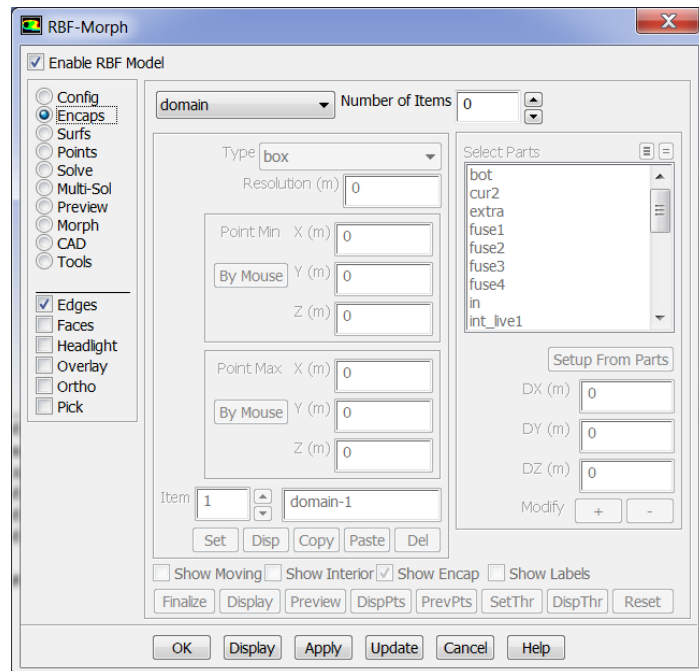 RBF-Morph
Enable RBF Model
Config
Encaps
Surfs
Points
Solve
Multi-Sol
Preview
Morph
CAD
Tools
Edges
Faces
Headlight
Overlay
Ortho
Pick
domain
Number of Items 0
Type box
Resolution (m) 0
Point Min X (m) 0
By Mouse Y (m) 0
Z (m) 0
Point Max X (m) 0
By Mouse Y (m) 0
Z (m) 0
Item 1 domain-1
Set Disp Copy Paste Del
Select Parts
bot
cur2
extra
fuse1
fuse2
fuse3
fuse4
in
int_live1
Setup From Parts
DX (m) 0
DY (m) 0
DZ (m) 0
Modify + -
Show Moving Show Interior Show Encap Show Labels
Finalize Display Preview DispPts PrevPts SetThr DispThr Reset
OK Display Apply Update Cancel Help